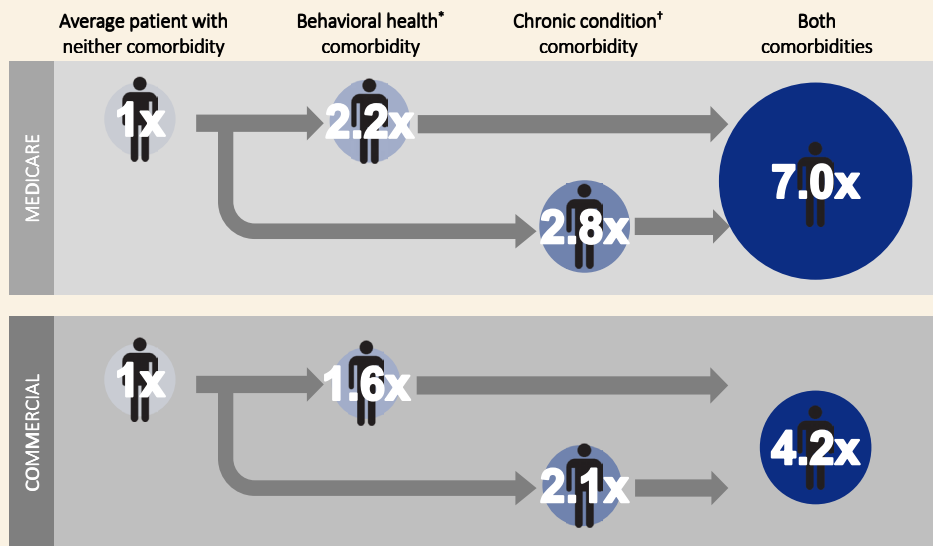 Average patient with
neither comorbidity
Behavioral health*
comorbidity
Chronic condition†
comorbidity
Both
comorbidities
MEDICARE
1x
2.2x
2.8x
7.0x
COMMERCIAL
1x
1.6x
2.1x
4.2x